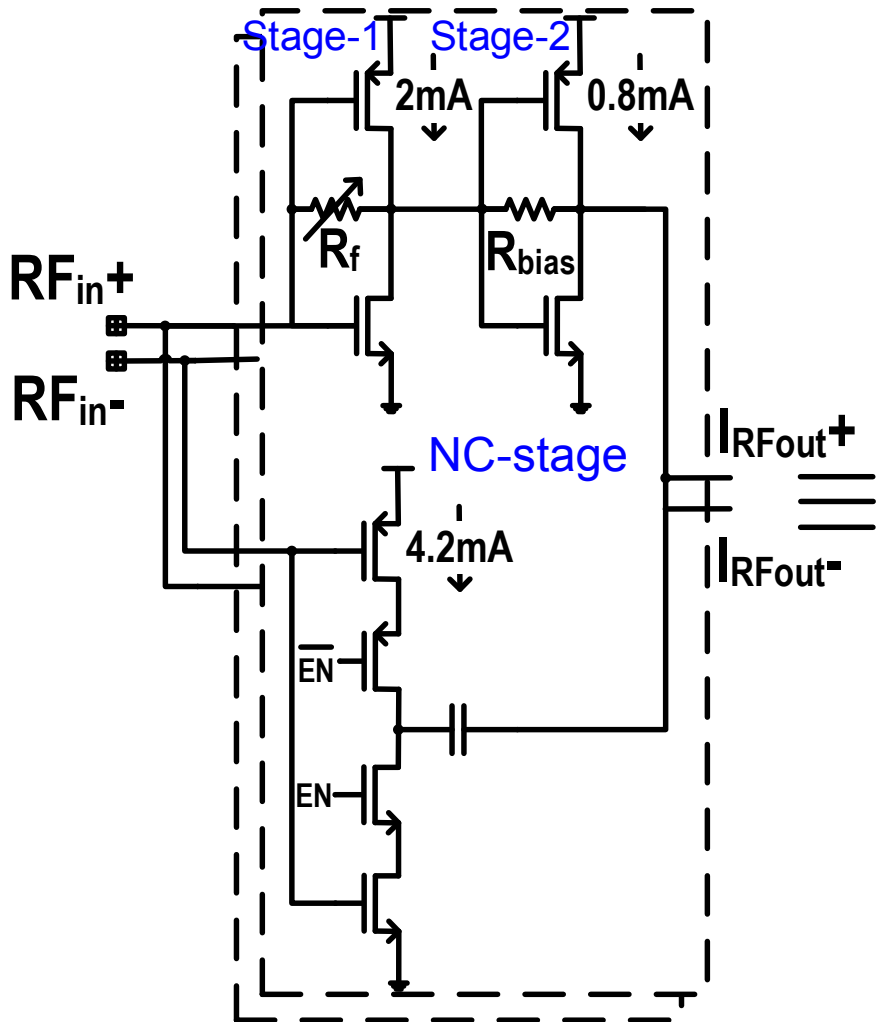 Stage-1 Stage-2
2mA
0.8mA
Rf
Rbias
RFin+
RFin-
NC-stage
IRFout+
4.2mA
IRFout-
EN
EN